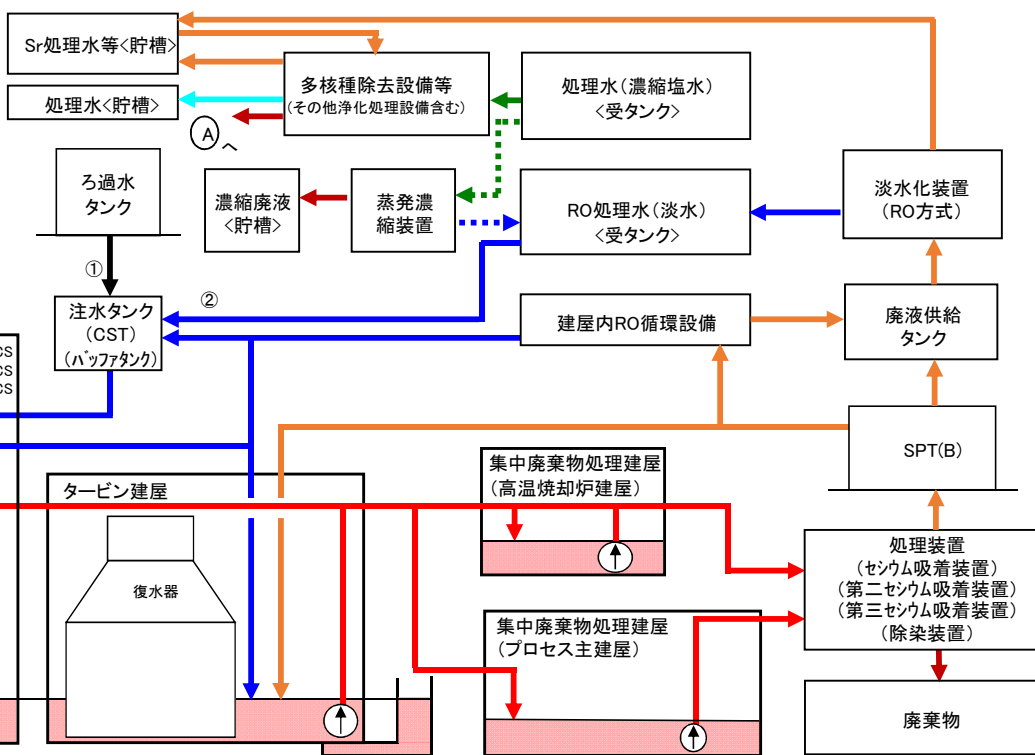 Sr処理水等<貯槽>
処理水<貯槽>
多核種除去設備等
(その他浄化処理設備含む)
処理水(濃縮塩水)
<受タンク>
A
へ
ろ過水
タンク
濃縮廃液
<貯槽>
蒸発濃
縮装置
RO処理水(淡水)
<受タンク>
淡水化装置
(RO方式)
①
②
注水タンク
(CST)
(バッファタンク)
建屋内RO循環設備
廃液供給
タンク
CS
CS
CS
SPT(B)
タービン建屋
復水器
集中廃棄物処理建屋
(高温焼却炉建屋)
集中廃棄物処理建屋
(プロセス主建屋)
処理装置
(セシウム吸着装置)
(第二セシウム吸着装置)
(第三セシウム吸着装置)
(除染装置)
廃棄物